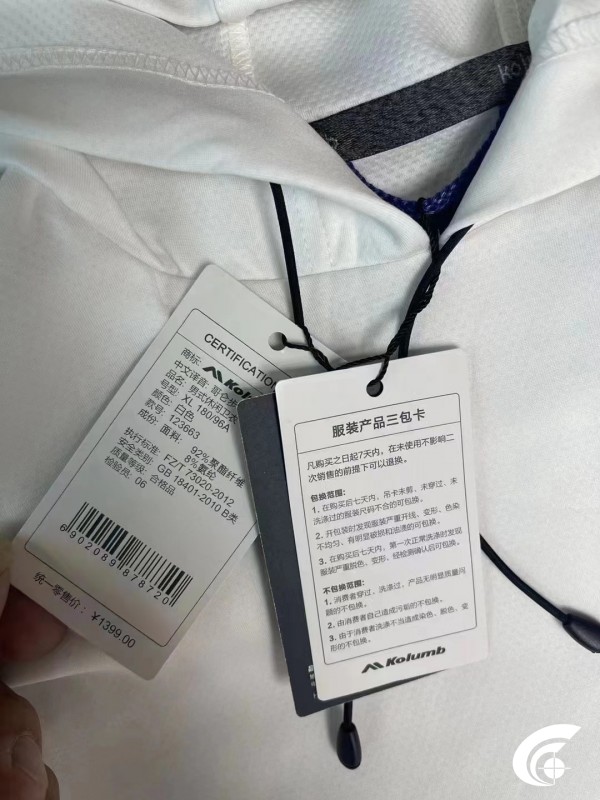 CERTIFICATION
商标: Kolumb
中文译音: 哥仑步
品名: 男式休闲卫衣
号型: XL 180/96A
颜色: 白色
款号: 123663
成份: 面料:
92%聚酯纤维
8%氨纶
执行标准: FZ/T 73020-2012
安全类别: GB 18401-2010 B类
质量等级: 合格品
检验员: 06
6902089878720
统一零售价: ¥1399.00
服装产品三包卡
凡购买之日起7天内，在未使用不影响二
次销售的前提下可以退换。
包换范围:
1. 在购买后七天内，吊卡未剪，未穿过，未
洗涤过的服装尺码不合的可包换。
2. 开包装时发现服装严重开线，变形、色染
不均匀、有明显破损和油渍的可包换。
3. 在购买后七天内，第一次正常洗涤时发现
服装严重脱色、变形、经检测确认后可包换。
不包换范围:
1. 消费者穿过，洗涤过，产品无明显质量问
题的不包换。
2. 由消费者自己造成污渐的不包换。
3. 由于消费者洗涤不当造成染色、脱色、变
形的不包换。
Kolumb